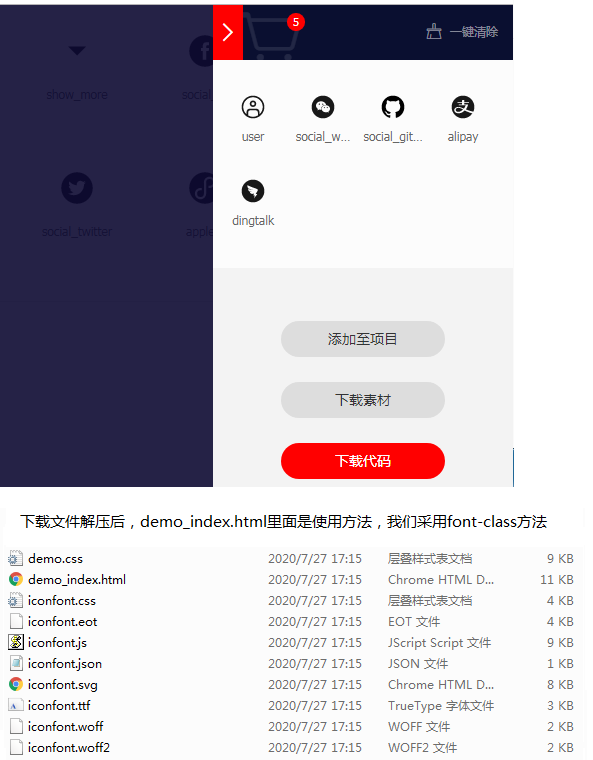 5
一键清除
show_more
social_
user
social_w...
social_git...
alipay
dingtalk
social_twitter
apple
添加至项目
下载素材
下载代码
下载文件解压后，demo_index.html里面是使用方法，我们采用font-class方法
demo.css 2020/7/27 17:15 层叠样式表文档 9 KB
demo_index.html 2020/7/27 17:15 Chrome HTML D... 11 KB
iconfont.css 2020/7/27 17:15 层叠样式表文档 4 KB
iconfont.eot 2020/7/27 17:15 EOT 文件 4 KB
iconfont.js 2020/7/27 17:15 JScript Script 文件 9 KB
iconfont.json 2020/7/27 17:15 JSON 文件 1 KB
iconfont.svg 2020/7/27 17:15 Chrome HTML D... 8 KB
iconfont.ttf 2020/7/27 17:15 TrueType 字体文件 3 KB
iconfont.woff 2020/7/27 17:15 WOFF 文件 2 KB
iconfont.woff2 2020/7/27 17:15 WOFF2 文件 2 KB